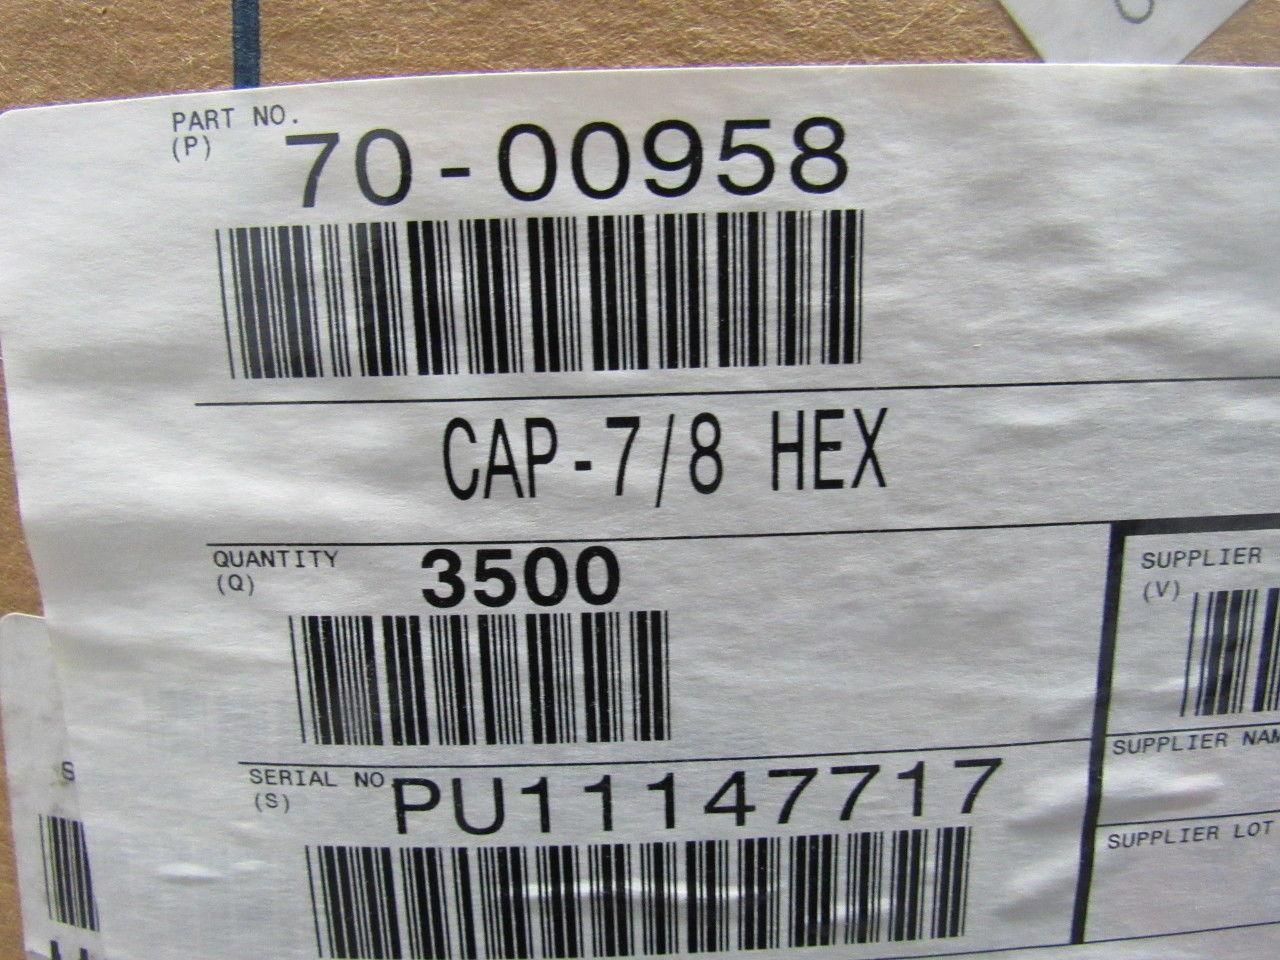 PART NO.
(P)
70-00958
CAP-7/8 HEX
QUANTITY
(Q)
3500
SUPPLIER
(V)
SERIAL NO
(S)
PU11147717
SUPPLIER NAM
SUPPLIER LOT
S